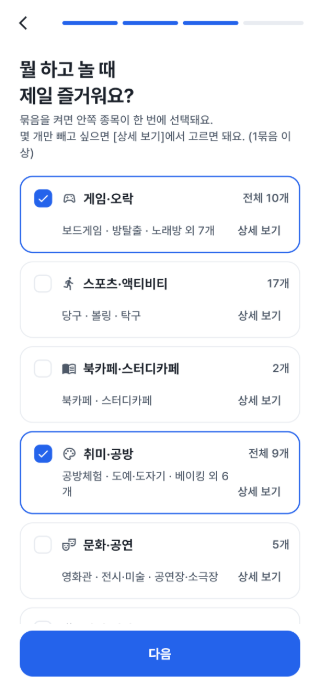 뭘 하고 놀 때
제일 즐거워요?
묶음을 켜면 안쪽 종목이 한 번에 선택돼요.
몇 개만 빼고 싶으면 [상세 보기]에서 고르면 돼요. (1묶음 이
상)
게임·오락 전체 10개
보드게임 · 방탈출 · 노래방 외 7개 상세 보기
스포츠·액티비티 17개
당구 · 볼링 · 탁구 상세 보기
북카페·스터디카페 2개
북카페 · 스터디카페 상세 보기
취미·공방 전체 9개
공방체험 · 도예·도자기 · 베이킹 외 6
개 상세 보기
문화·공연 5개
영화관 · 전시·미술 · 공연장·소극장 상세 보기
다음